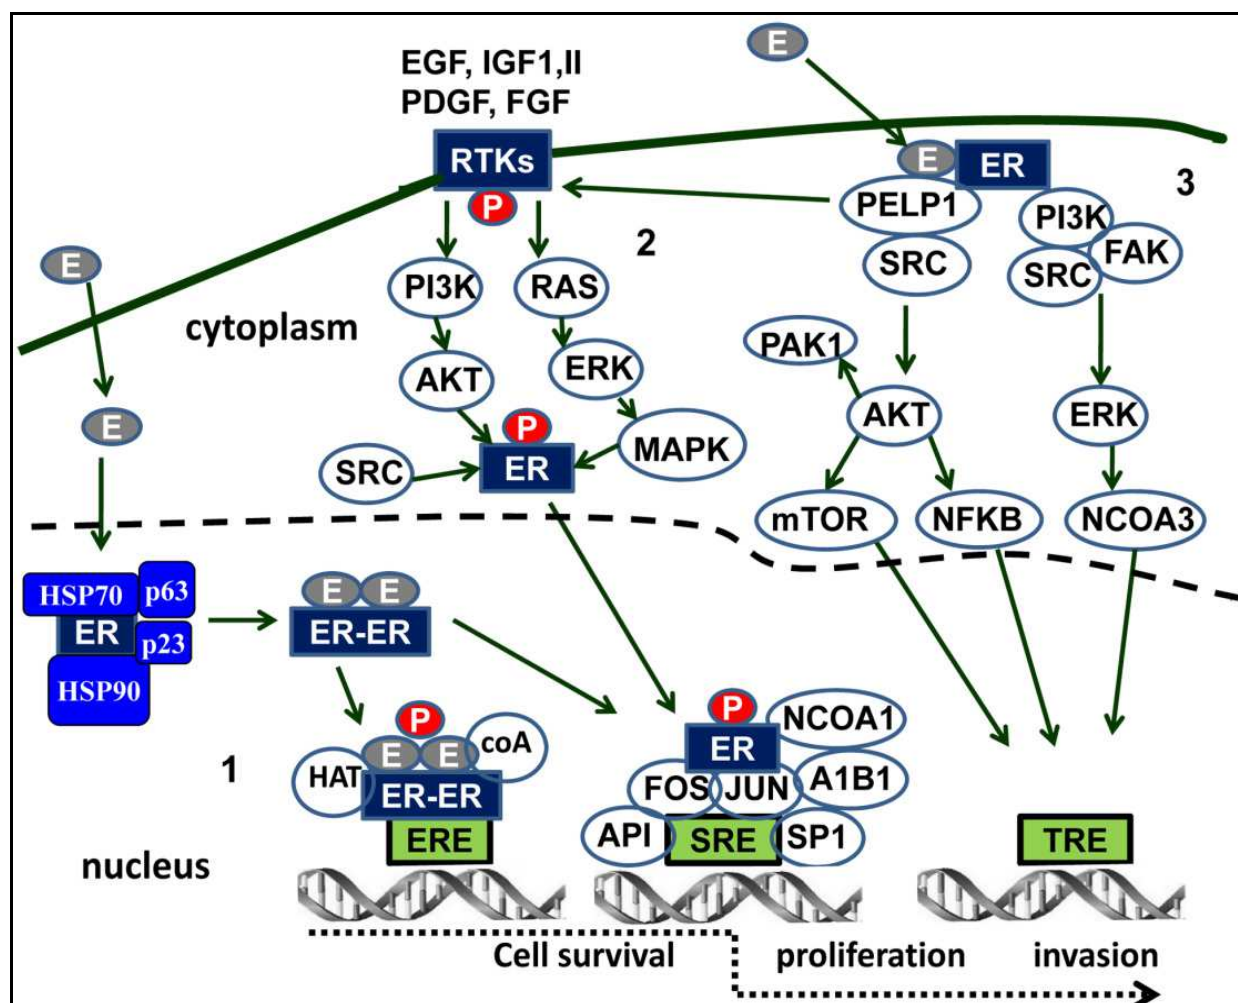 E
EGF, IGF1,II
PDGF, FGF
RTKs
P
E
ER
3
PELP1
PI3K
FAK
SRC
SRC
2
E
PI3K
RAS
cytoplasm
PAK1
AKT
ERK
AKT
ERK
E
P
MAPK
SRC
ER
mTOR
NFKB
NCOA3
HSP70
p63
ER
p23
HSP90
E E
ER-ER
1
P
HAT
E E
coA
ER-ER
ERE
P
NCOA1
ER
FOS
JUN
A1B1
API
SRE
SP1
TRE
nucleus
Cell survival
proliferation
invasion